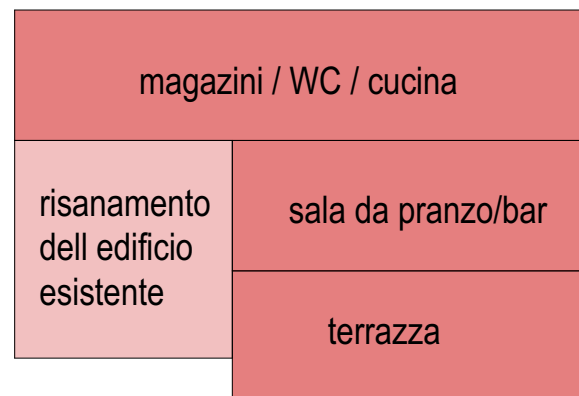 magazini / WC / cucina
risanamento
dell edificio
esistente
sala da pranzo/bar
terrazza